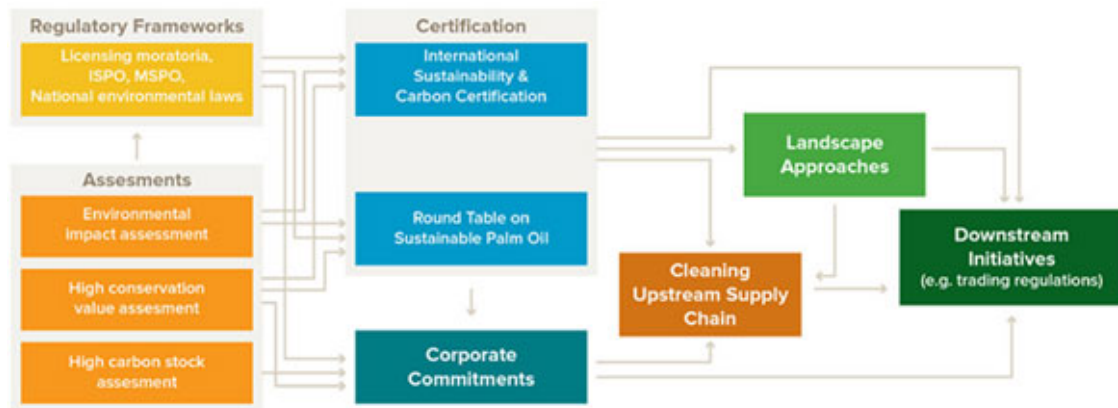 Regulatory Frameworks
Licensing moratoria,
ISPO, MSPO,
National environmental laws
Assesments
Environmental
impact assessment
High conservation
value assesment
High carbon stock
assesment
Certification
International
Sustainability &
Carbon Certification
Round Table on
Sustainable Palm Oil
Corporate
Commitments
Landscape
Approaches
Cleaning
Upstream Supply
Chain
Downstream
Initiatives
(e.g. trading regulations)